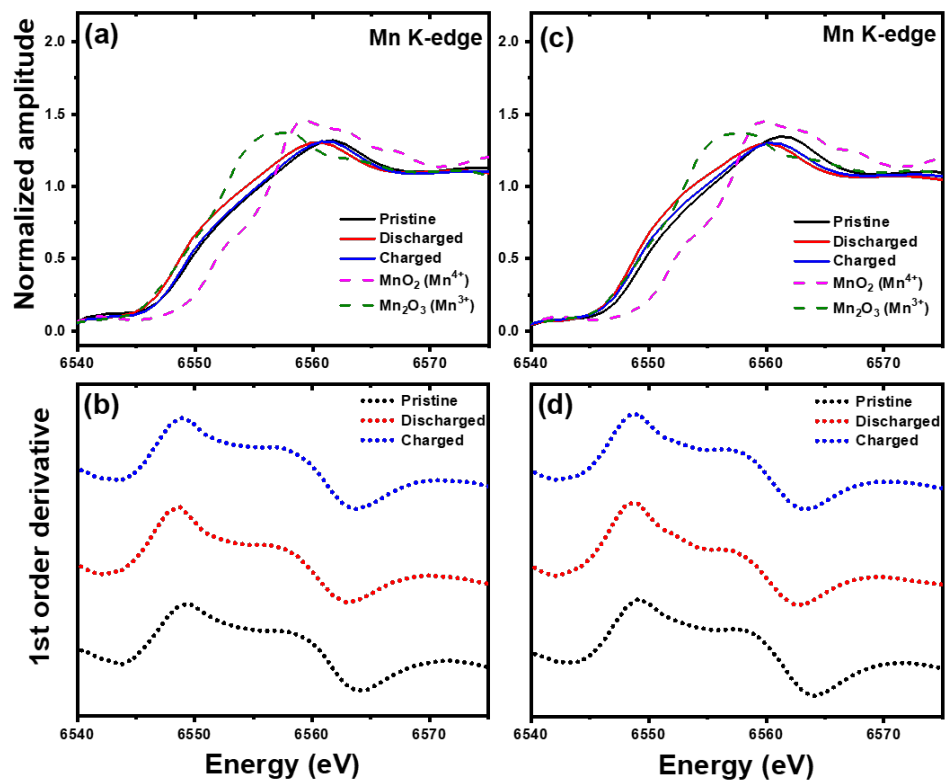 (a)
Mn K-edge
Normalized amplitude
2.0
1.5
1.0
0.5
0.0
Pristine
Discharged
Charged
MnO₂ (Mn⁴⁺)
Mn₂O₃ (Mn³⁺)
6540
6550
6560
6570
(c)
Mn K-edge
2.0
1.5
1.0
0.5
0.0
Pristine
Discharged
Charged
MnO₂ (Mn⁴⁺)
Mn₂O₃ (Mn³⁺)
6540
6550
6560
6570
(b)
1st order derivative
Pristine
Discharged
Charged
6540
6550
6560
6570
Energy (eV)
(d)
Pristine
Discharged
Charged
6540
6550
6560
6570
Energy (eV)